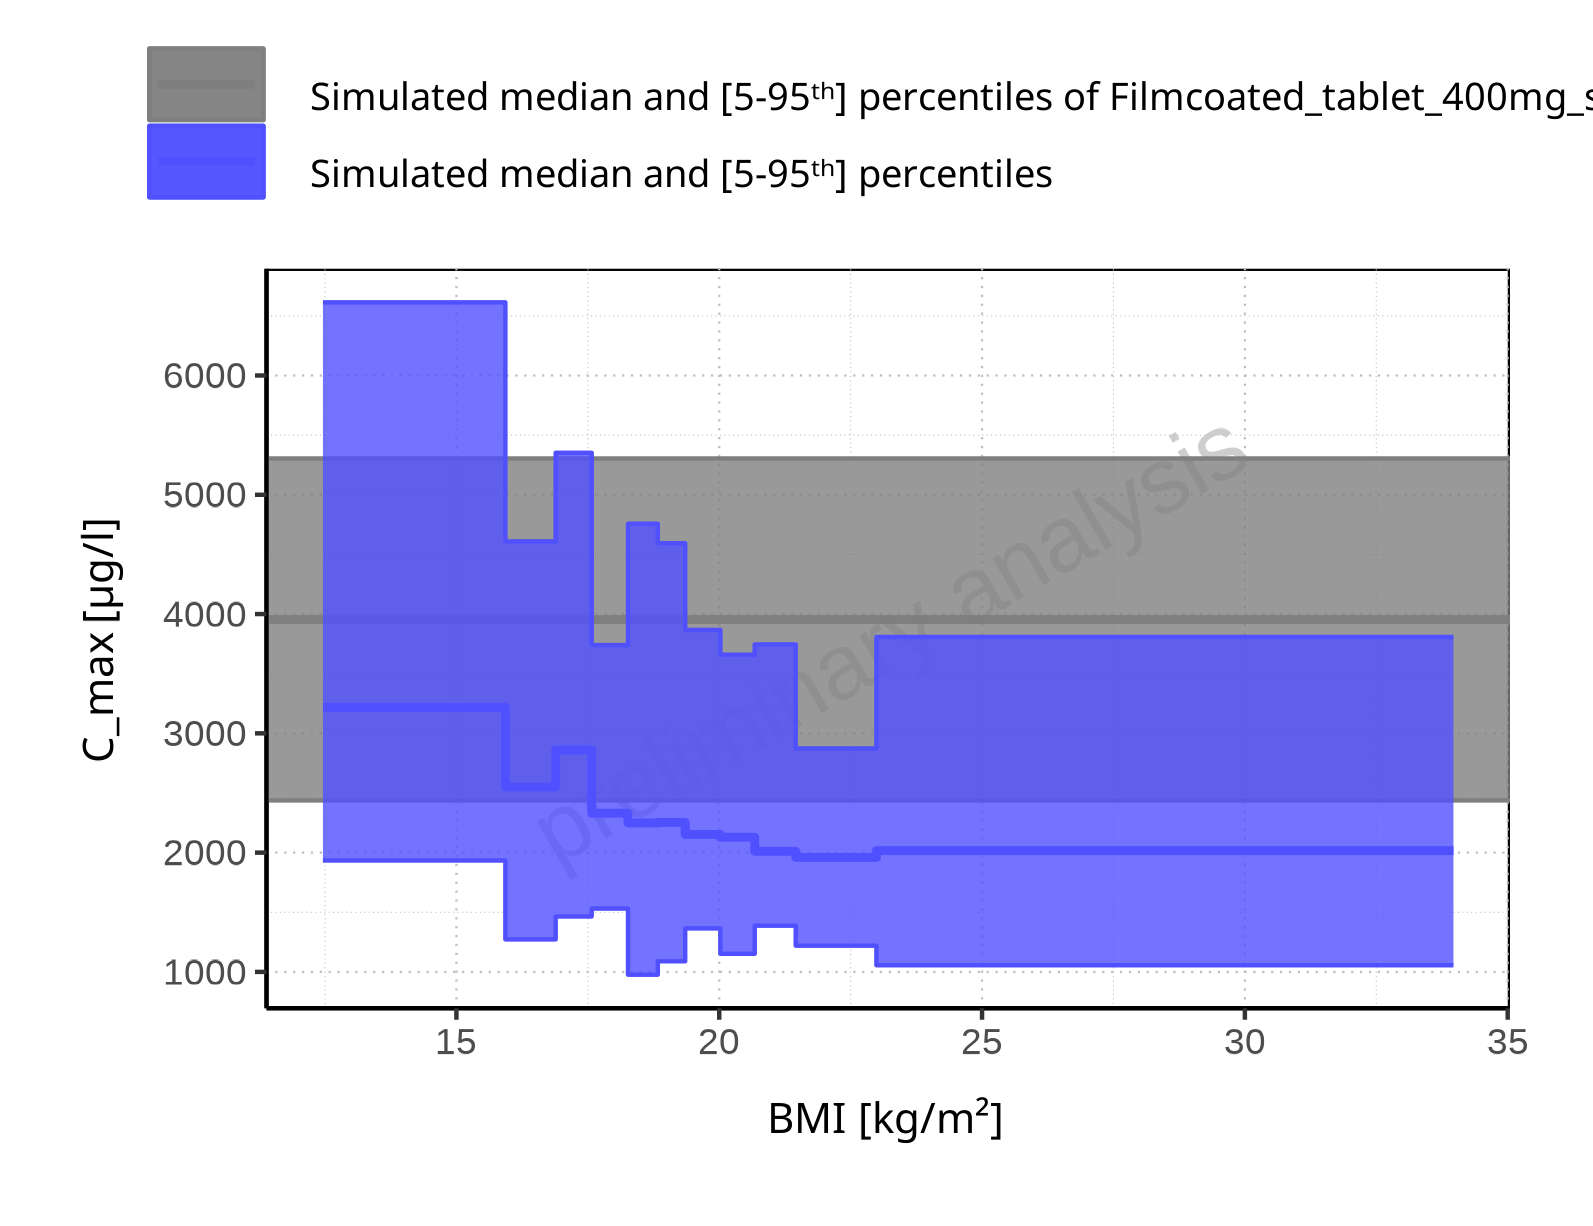 Simulated median and [5-95ᵗʰ] percentiles of Filmcoated_tablet_400mg_s
Simulated median and [5-95ᵗʰ] percentiles
6000
5000
4000
3000
2000
1000
C_max [µg/l]
preliminary analysis
15 20 25 30 35
BMI [kg/m²]